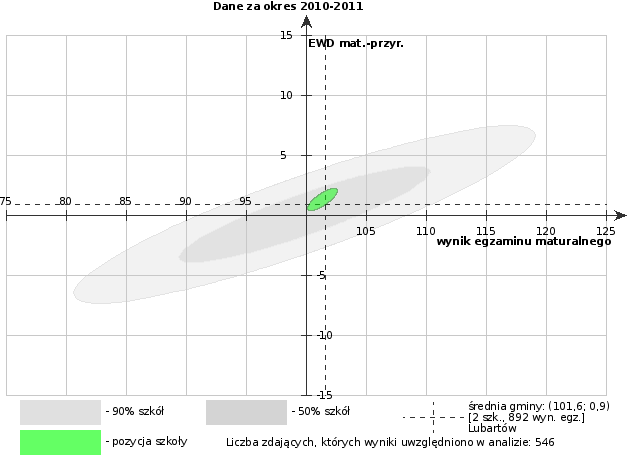 Dane za okres 2010-2011
15
EWD mat.-przyr.
10
5
75 80 85 90 95
105 110 115 120 125
wynik egzaminu maturalnego
-5
-10
-15
- 90% szkół
- 50% szkół
średnia gminy: (101,6; 0,9)
[2 szk., 892 wyn. egz.]
Lubartów
- pozycja szkoły
Liczba zdających, których wyniki uwzględniono w analizie: 546